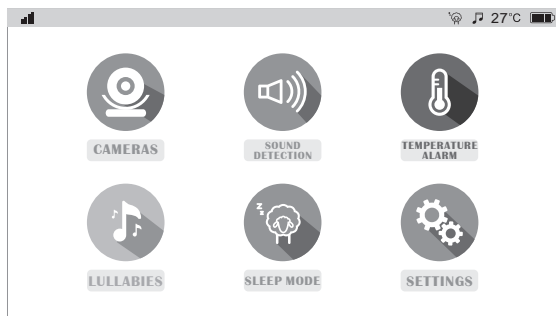 27°C
CAMERAS
SOUND
DETECTION
TEMPERATURE
ALARM
z
z
LULLABIES
SLEEP MODE
SETTINGS